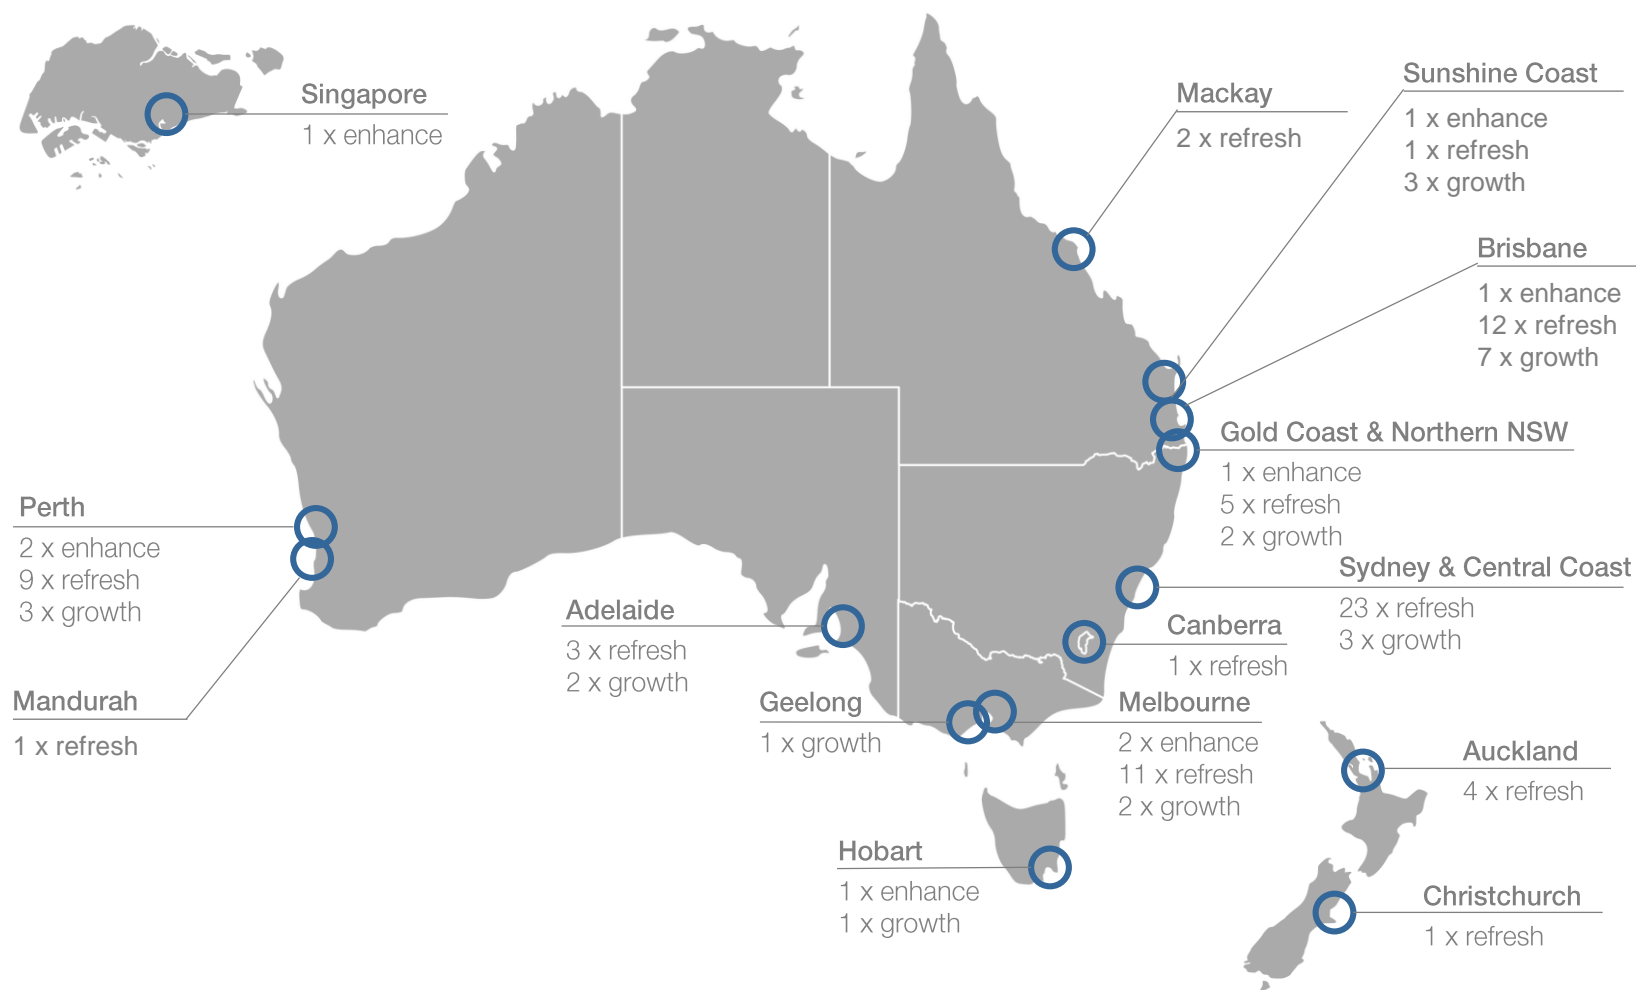 Singapore
1 x enhance
Mackay
2 x refresh
Sunshine Coast
1 x enhance
1 x refresh
3 x growth
Brisbane
1 x enhance
12 x refresh
7 x growth
Gold Coast & Northern NSW
1 x enhance
5 x refresh
2 x growth
Perth
2 x enhance
9 x refresh
3 x growth
Mandurah
1 x refresh
Adelaide
3 x refresh
2 x growth
Sydney & Central Coast
23 x refresh
3 x growth
Canberra
1 x refresh
Geelong
1 x growth
Melbourne
2 x enhance
11 x refresh
2 x growth
Hobart
1 x enhance
1 x growth
Auckland
4 x refresh
Christchurch
1 x refresh